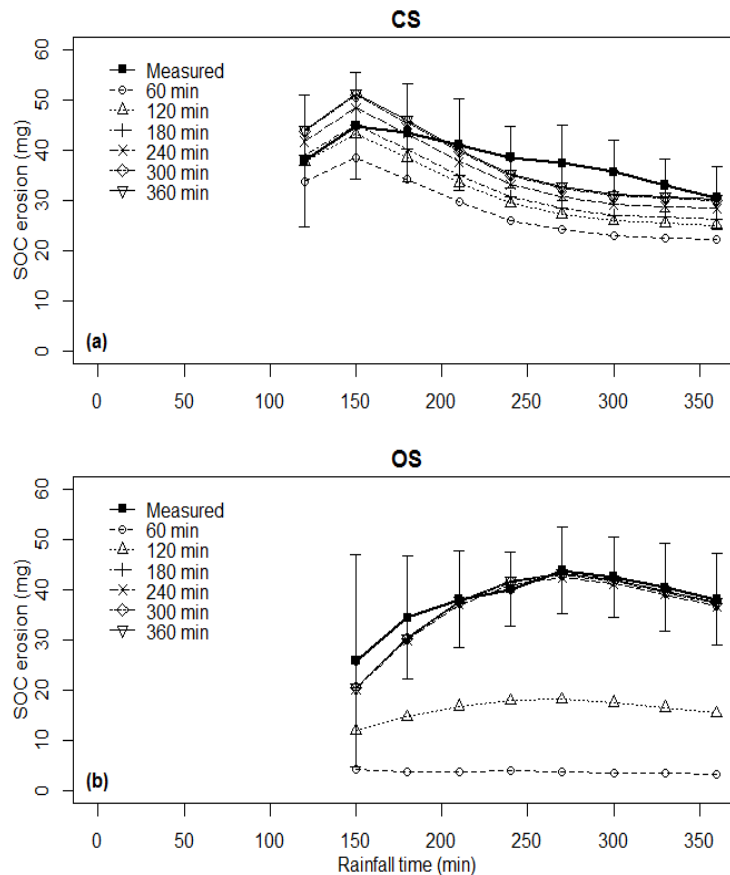 CS
SOC erosion (mg)
60
50
40
30
20
10
0
Measured
60 min
120 min
180 min
240 min
300 min
360 min
(a)
0 50 100 150 200 250 300 350
OS
SOC erosion (mg)
60
50
40
30
20
10
0
Measured
60 min
120 min
180 min
240 min
300 min
360 min
(b)
0 50 100 150 200 250 300 350
Rainfall time (min)